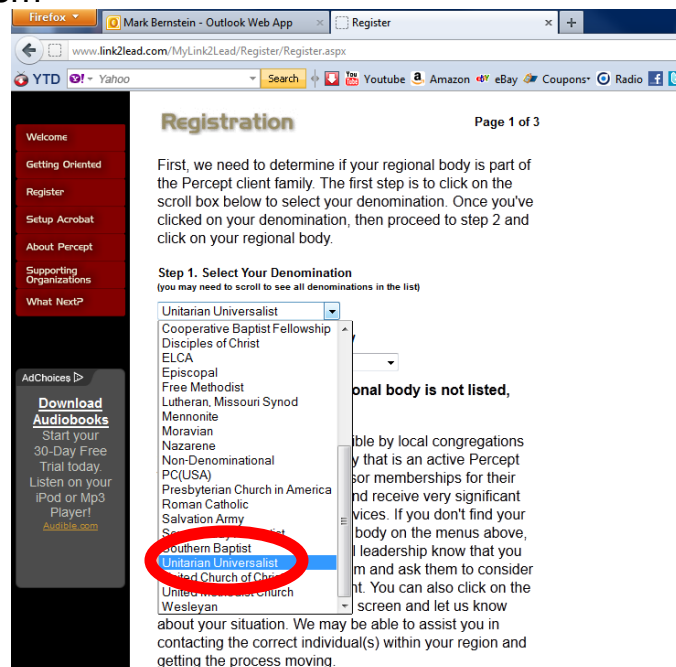 Firefox
Mark Bernstein - Outlook Web App
Register
www.link2lead.com/MyLink2Lead/Register/Register.aspx
YTD
Yahoo
Search
You Tube
Youtube
Amazon
eBay
Coupons
Radio
Welcome
Getting Oriented
Register
Setup Acrobat
About Percept
Supporting
Organizations
What Next?
AdChoices
Download
Audiobooks
Start your
30-Day Free
Trial today.
Listen on your
iPod or Mp3
Player!
Audible.com
Registration
Page 1 of 3
First, we need to determine if your regional body is part of
the Percept client family. The first step is to click on the
scroll box below to select your denomination. Once you've
clicked on your denomination, then proceed to step 2 and
click on your regional body.
Step 1. Select Your Denomination
(you may need to scroll to see all denominations in the list)
Unitarian Universalist
Cooperative Baptist Fellowship
Disciples of Christ
ELCA
Episcopal
Free Methodist
Lutheran, Missouri Synod
Mennonite
Moravian
Nazarene
Non-Denominational
PC(USA)
Presbyterian Church in America
Roman Catholic
Salvation Army
Southern Baptist
Unitarian Universalist
United Church of Christ
United Methodist Church
Wesleyan
onal body is not listed,
ible by local congregations
y that is an active Percept
sor memberships for their
nd receive very significant
vices. If you don't find your
body on the menus above,
l leadership know that you
m and ask them to consider
nt. You can also click on the
screen and let us know
about your situation. We may be able to assist you in
contacting the correct individual(s) within your region and
getting the process moving.